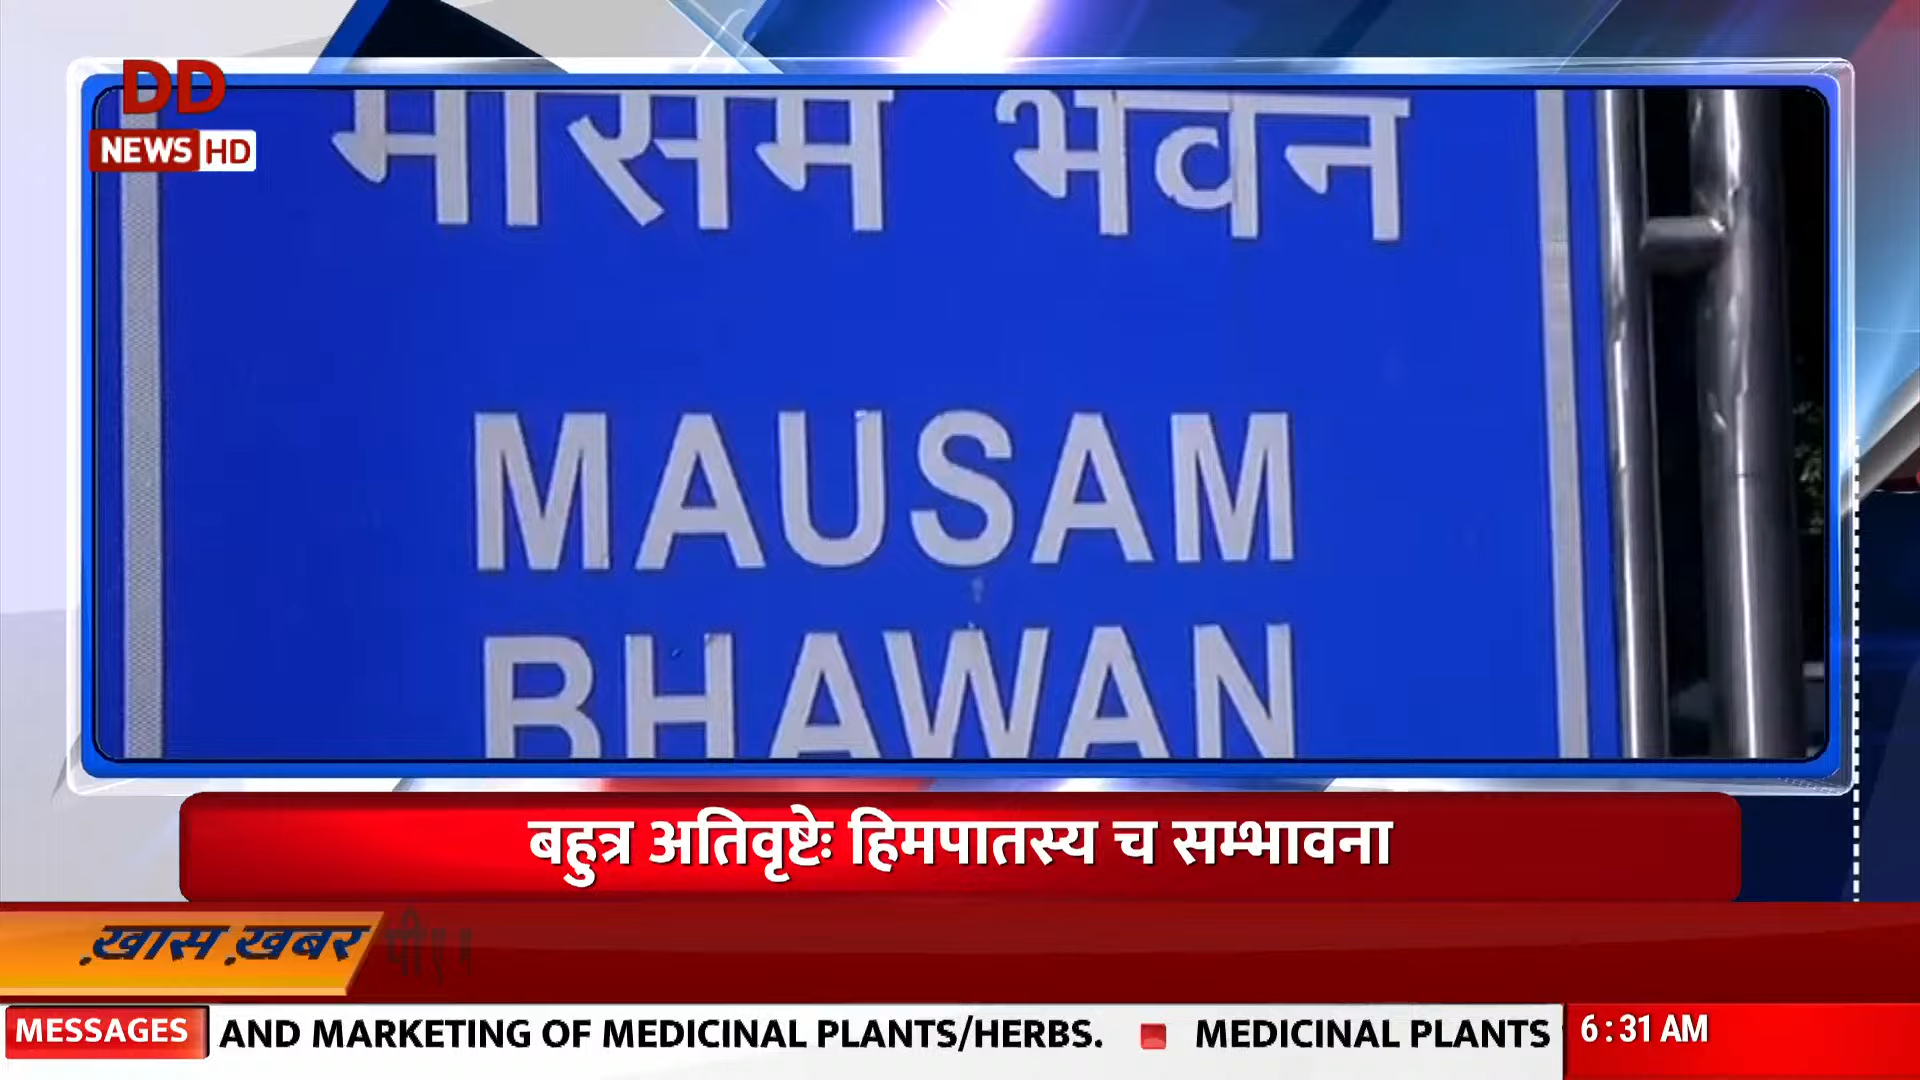 DD
NEWS HD
मौसम भवन
MAUSAM
BHAWAN
बहुत्र अतिवृष्टेः हिमपातस्य च सम्भावना
ख़ास ख़बर
MESSAGES AND MARKETING OF MEDICINAL PLANTS/HERBS. MEDICINAL PLANTS 6:31 AM